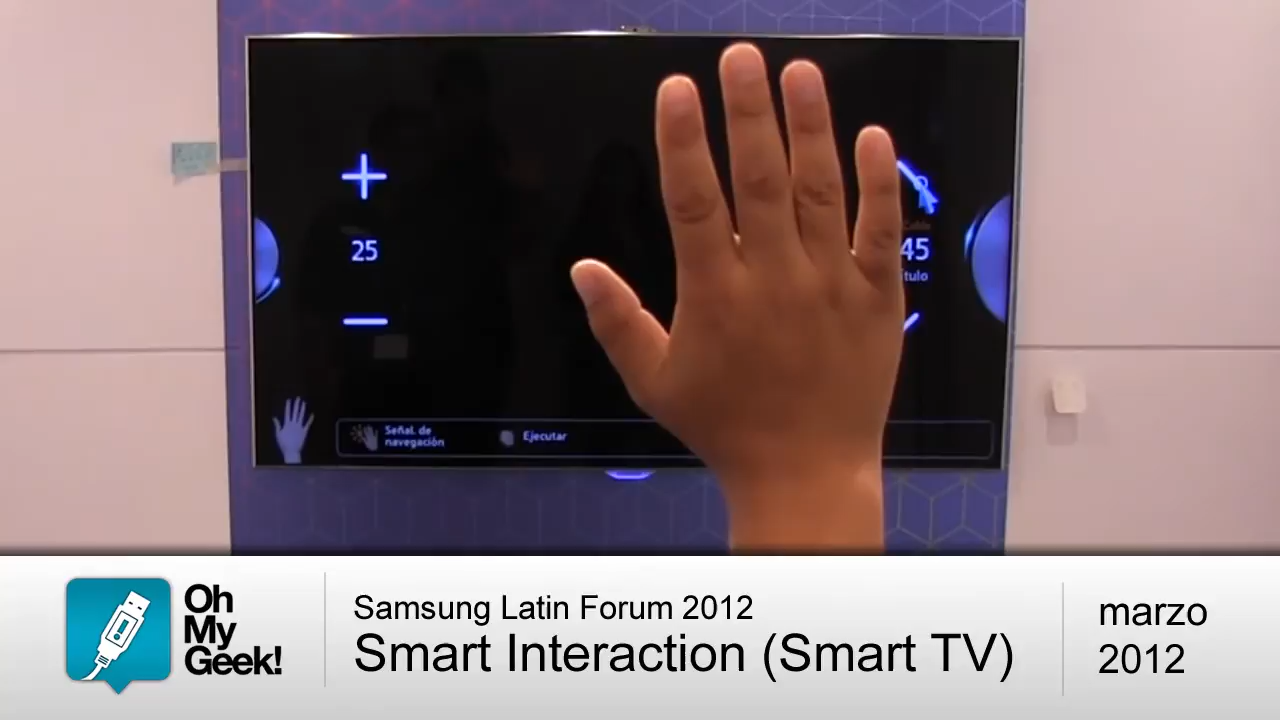 +
25
45
ítulo
−
Señal. de
navegación
Ejecutar
Oh
My
Geek!
Samsung Latin Forum 2012
Smart Interaction (Smart TV)
marzo
2012